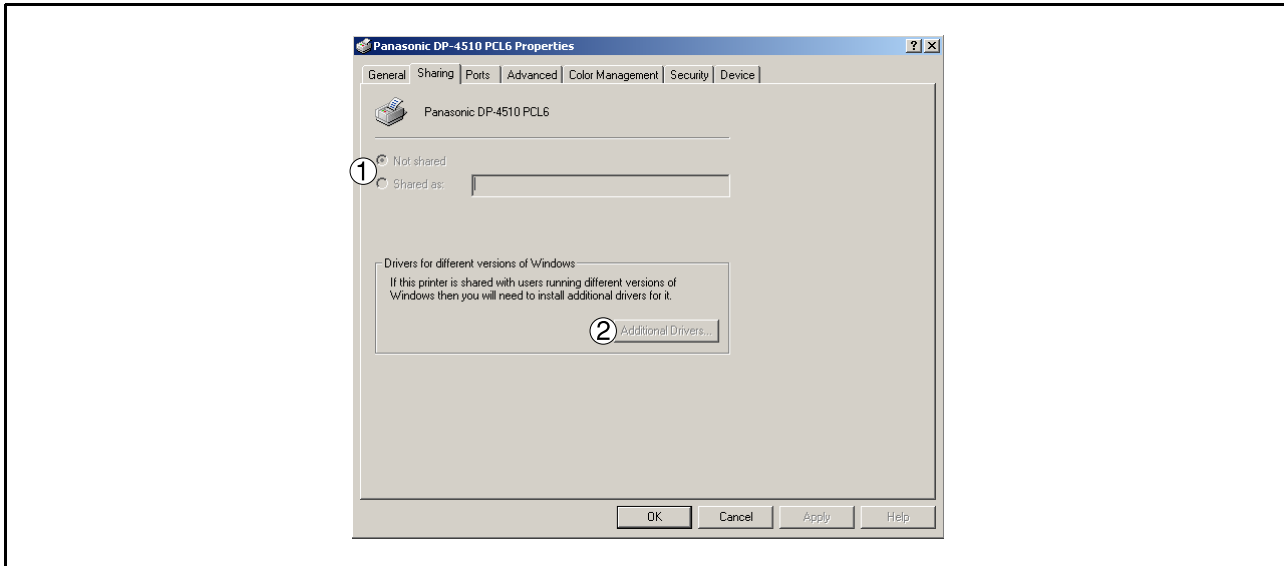 Panasonic DP-4510 PCL6 Properties
General Sharing Ports Advanced Color Management Security Device
Panasonic DP-4510 PCL6
1
Not shared
Shared as:
Drivers for different versions of Windows
If this printer is shared with users running different versions of
Windows then you will need to install additional drivers for it.
2 Additional Drivers...
OK Cancel Apply Help